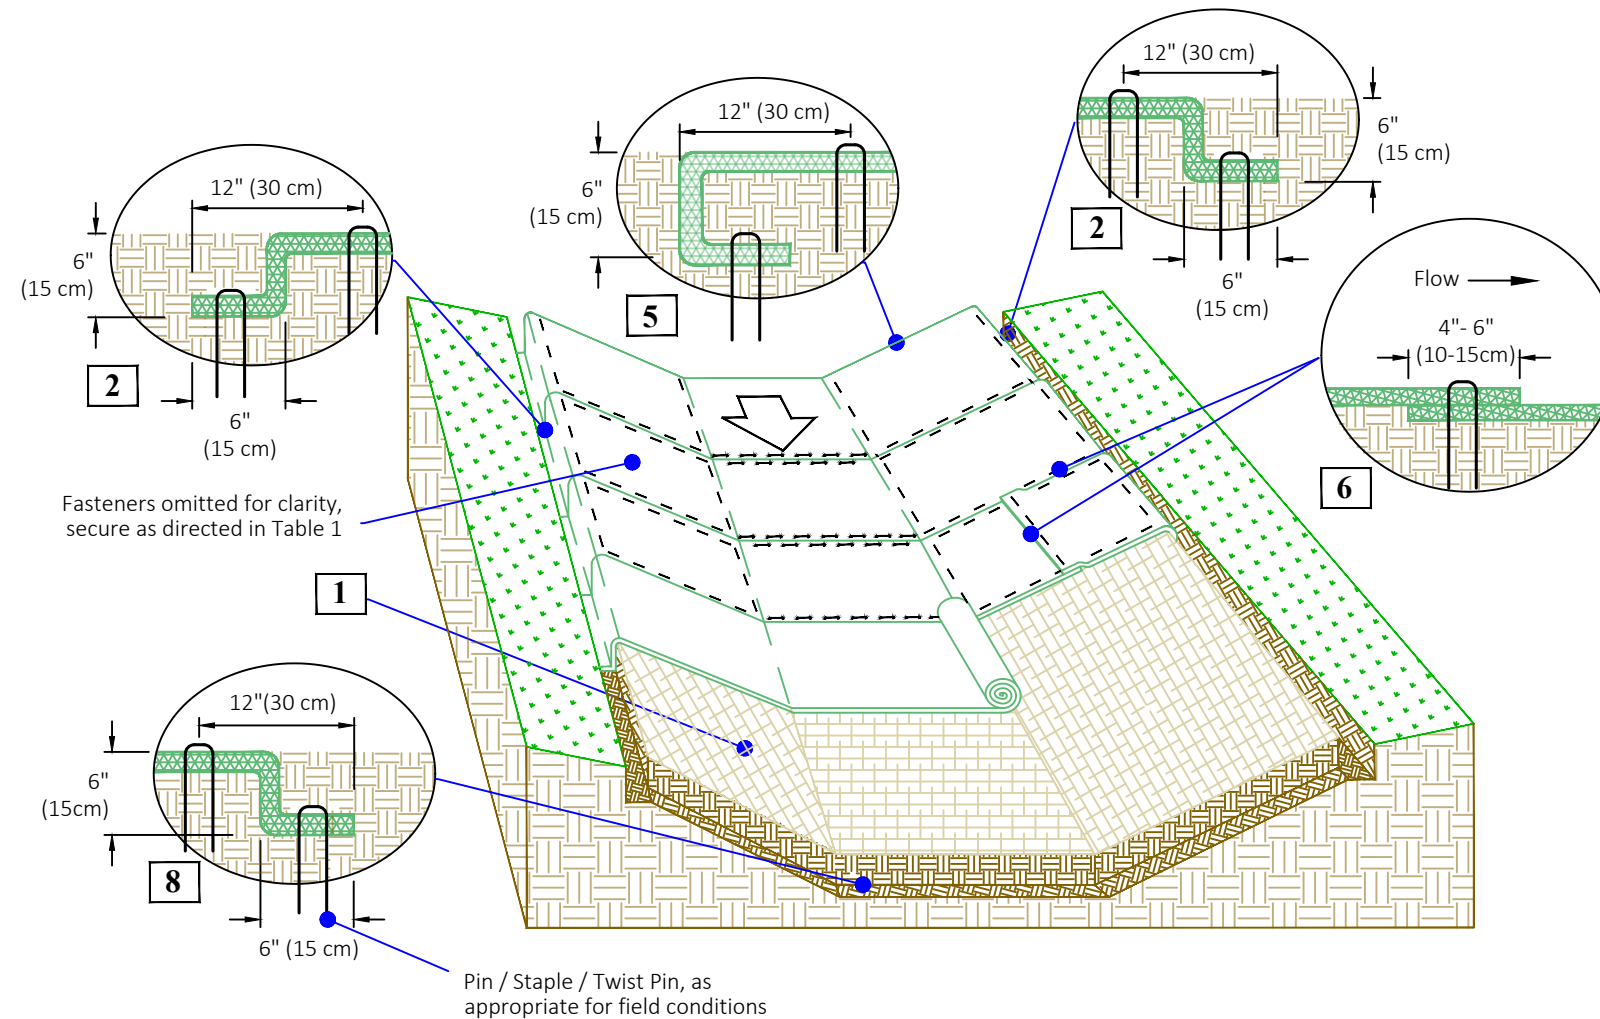 12" (30 cm)
6"
(15 cm)
2
6"
(15 cm)
12" (30 cm)
6"
(15 cm)
5
12" (30 cm)
6"
(15 cm)
2
6"
(15 cm)
Flow
4"- 6"
(10-15cm)
6
Fasteners omitted for clarity,
secure as directed in Table 1
1
12"(30 cm)
6"
(15cm)
8
6" (15 cm)
Pin / Staple / Twist Pin, as
appropriate for field conditions